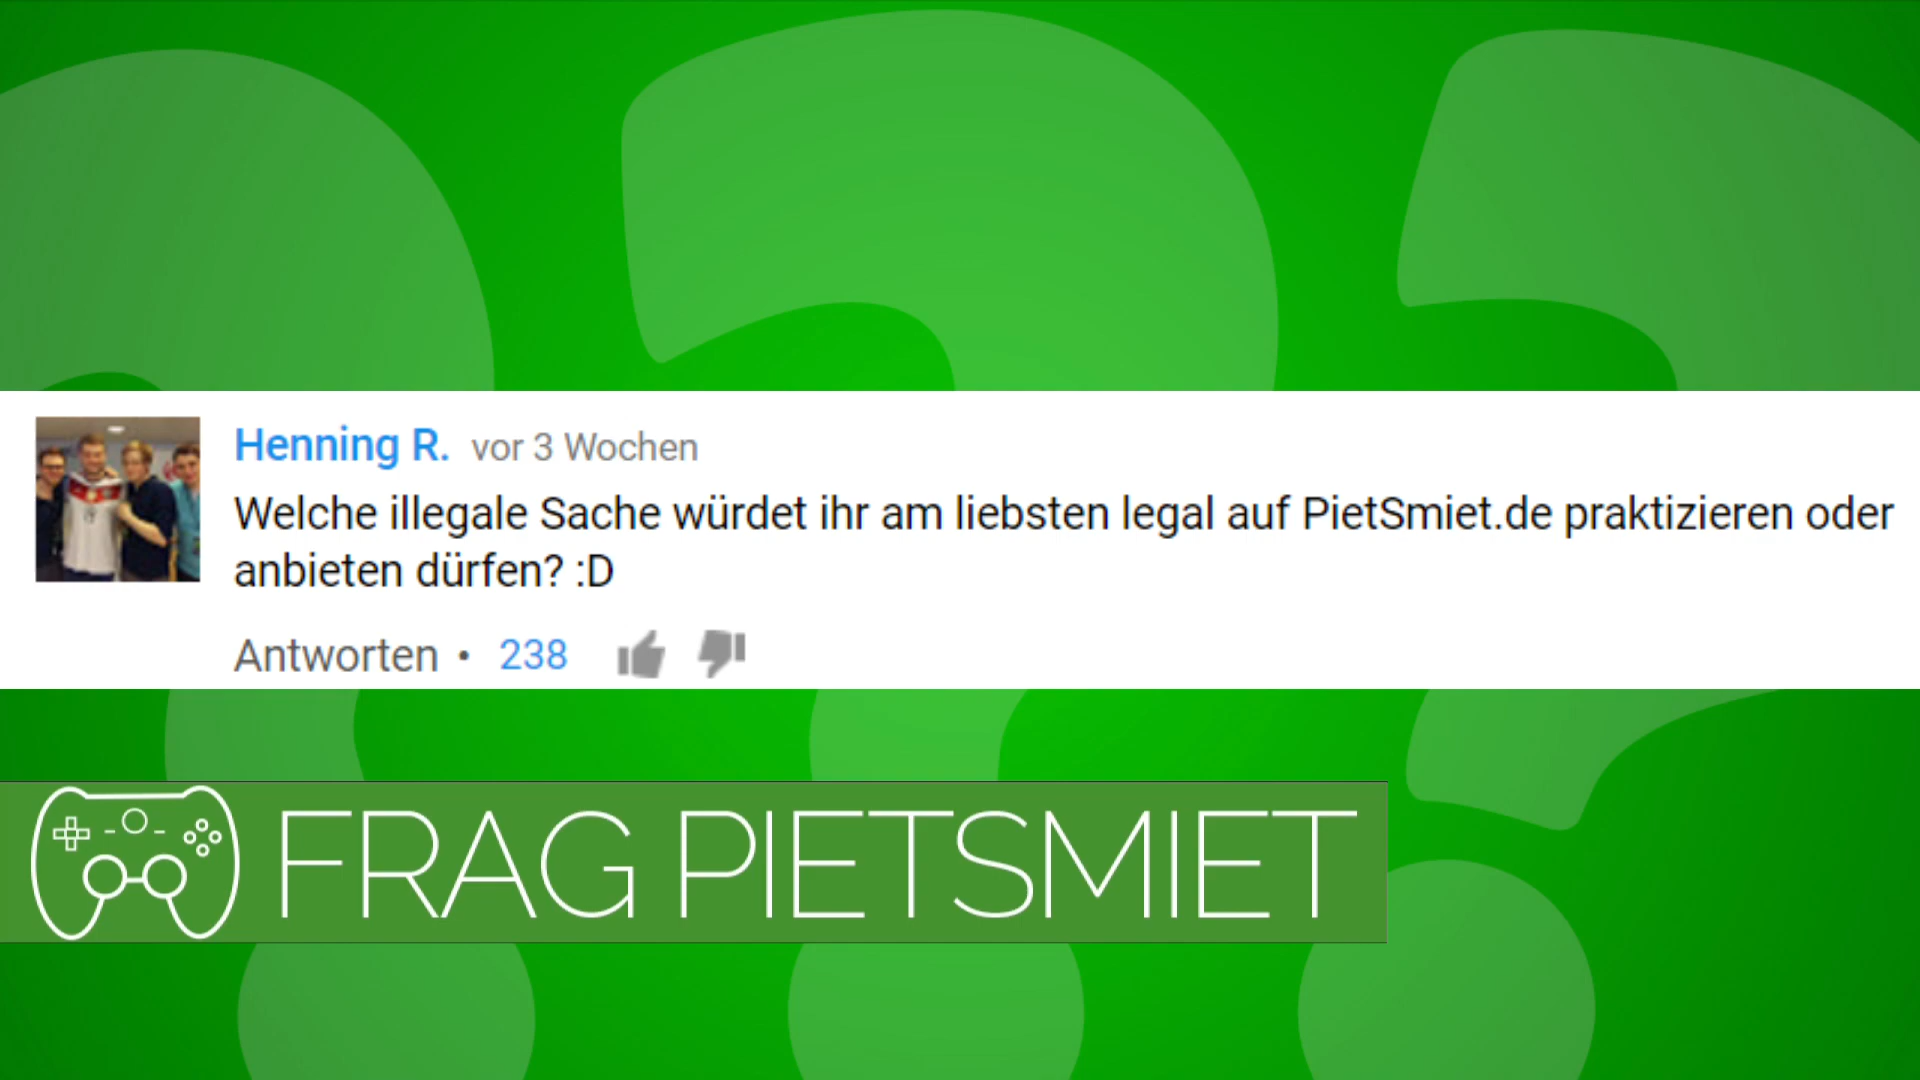 Henning R. vor 3 Wochen
Welche illegale Sache würdet ihr am liebsten legal auf PietSmiet.de praktizieren oder
anbieten dürfen? :D
Antworten • 238
FRAG PIETSMIET